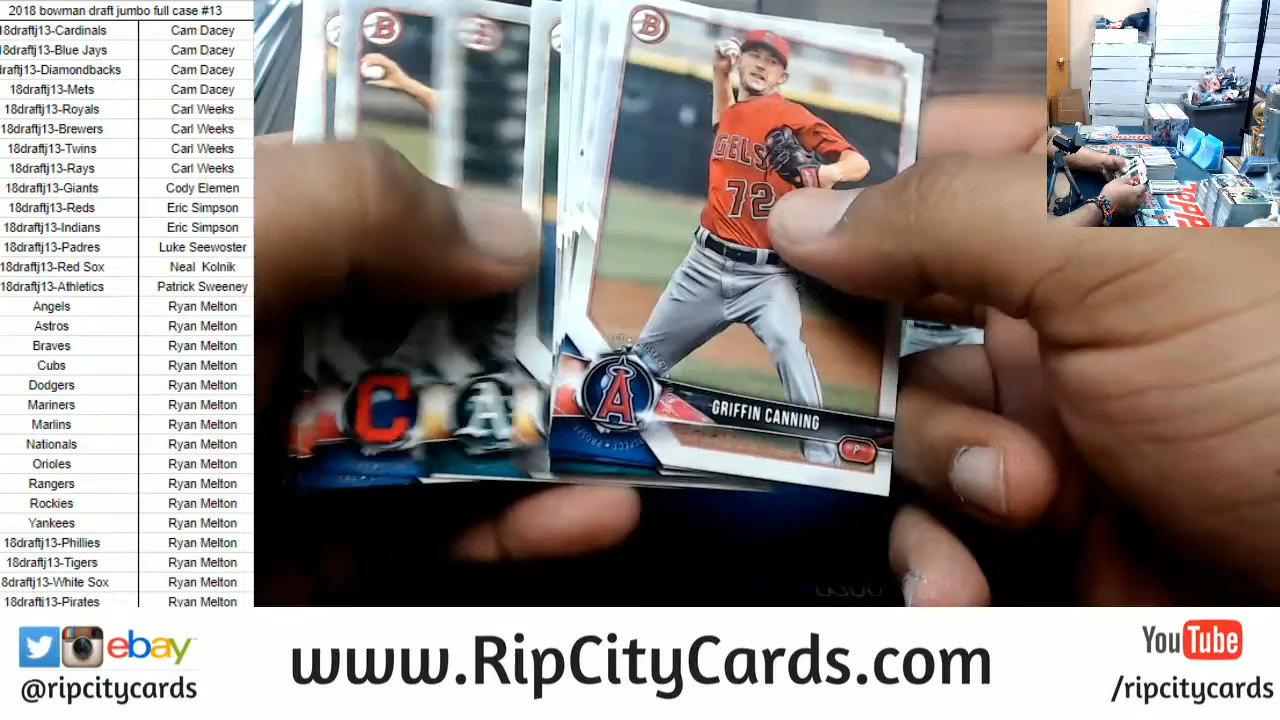 2018 bowman draft jumbo full case #13
18draftj13-Cardinals Cam Dacey
18draftj13-Blue Jays Cam Dacey
draftj13-Diamondbacks Cam Dacey
18draftj13-Mets Cam Dacey
18draftj13-Royals Carl Weeks
18draftj13-Brewers Carl Weeks
18draftj13-Twins Carl Weeks
18draftj13-Rays Carl Weeks
18draftj13-Giants Cody Elemen
18draftj13-Reds Eric Simpson
18draftj13-Indians Eric Simpson
18draftj13-Padres Luke Seewoster
18draftj13-Red Sox Neal Kolnik
18draftj13-Athletics Patrick Sweeney
Angels Ryan Melton
Astros Ryan Melton
Braves Ryan Melton
Cubs Ryan Melton
Dodgers Ryan Melton
Mariners Ryan Melton
Marlins Ryan Melton
Nationals Ryan Melton
Orioles Ryan Melton
Rangers Ryan Melton
Rockies Ryan Melton
Yankees Ryan Melton
18draftj13-Phillies Ryan Melton
18draftj13-Tigers Ryan Melton
8draftj13-White Sox Ryan Melton
18draftj13-Pirates Ryan Melton
B
B
GELS
72
C
A
A
GRIFFIN CANNING
P
TOPPS
ebay
@ripcitycards
www.RipCityCards.com
YouTube
/ripcitycards